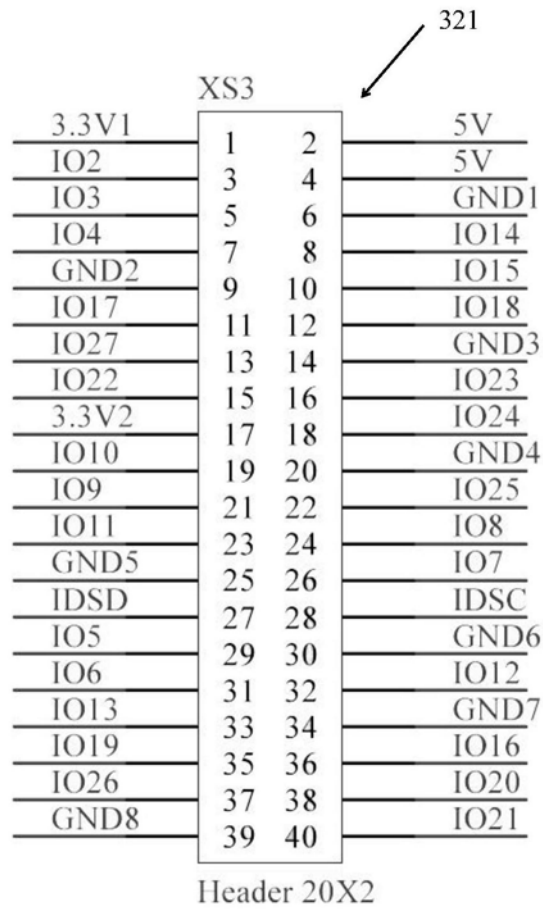 321
XS3
3.3V1 1 2 5V
IO2 3 4 5V
IO3 5 6 GND1
IO4 7 8 IO14
GND2 9 10 IO15
IO17 11 12 IO18
IO27 13 14 GND3
IO22 15 16 IO23
3.3V2 17 18 IO24
IO10 19 20 GND4
IO9 21 22 IO25
IO11 23 24 IO8
GND5 25 26 IO7
IDSD 27 28 IDSC
IO5 29 30 GND6
IO6 31 32 IO12
IO13 33 34 GND7
IO19 35 36 IO16
IO26 37 38 IO20
GND8 39 40 IO21
Header 20X2